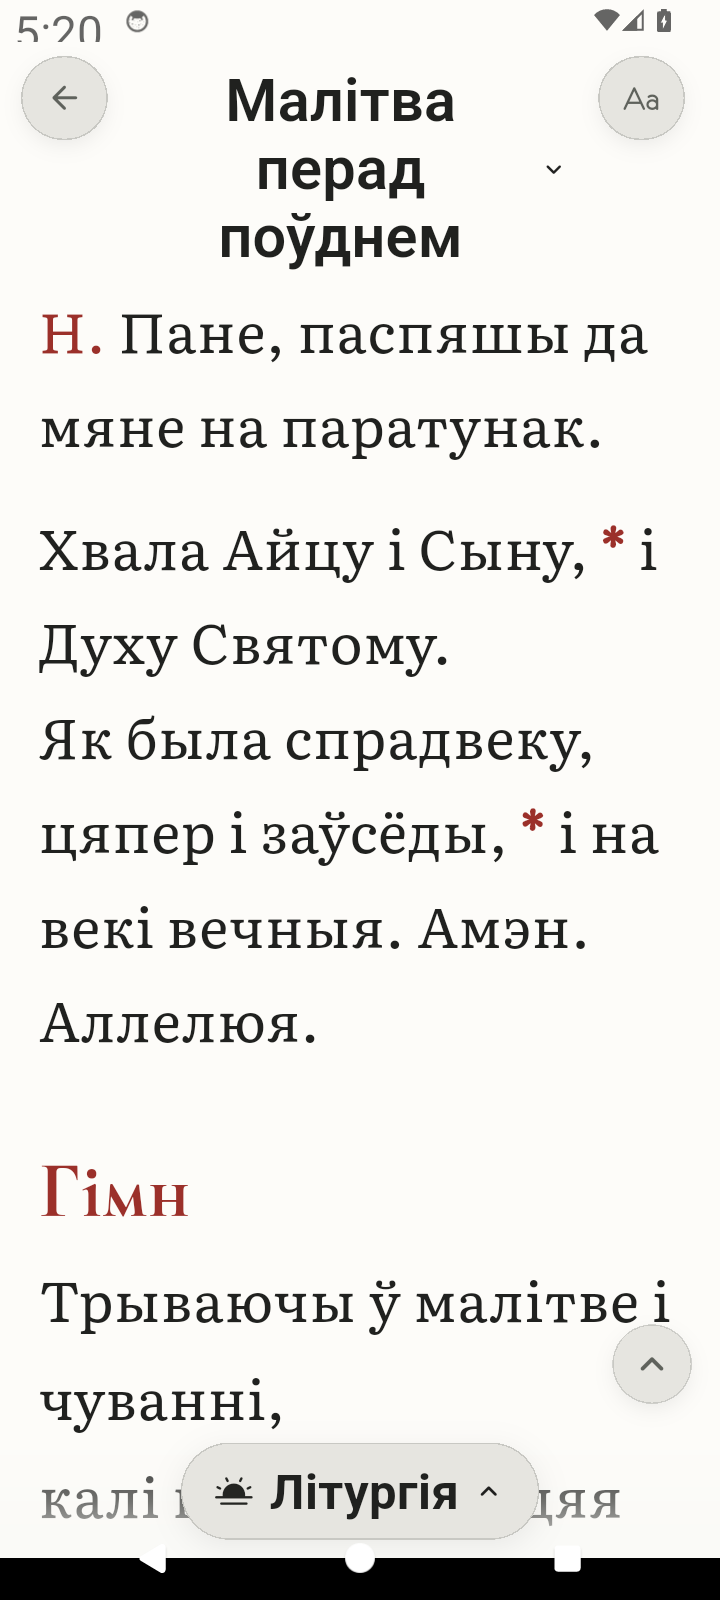 5:20
Малітва
перад
поўднем
Aa
Н. Пане, паспяшы да
мяне на паратунак.
Хвала Айцу і Сыну, * і
Духу Святому.
Як была спрадвеку,
цяпер і заўсёды, * і на
векі вечныя. Амэн.
Аллелюя.
Гімн
Трываючы ў малітве і
чуванні,
калі
Літургія